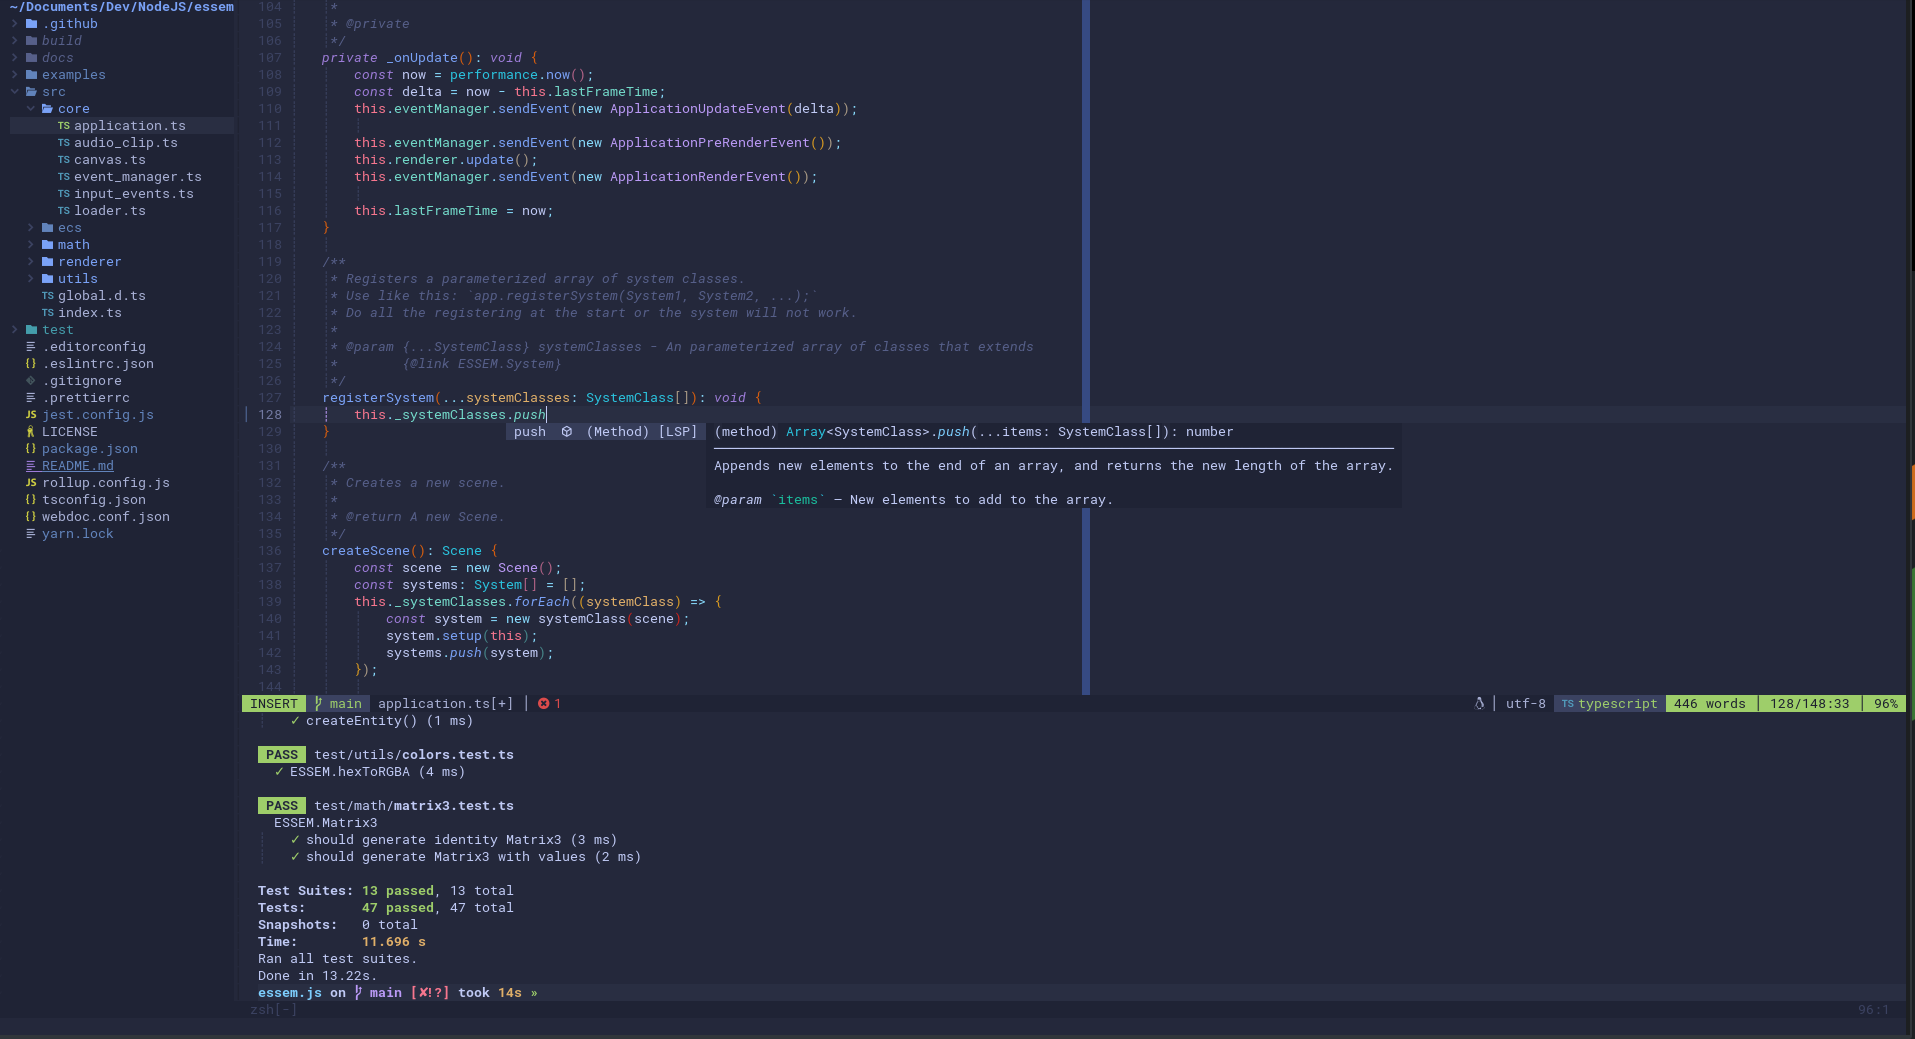 ~/Documents/Dev/NodeJS/essem
.github
build
docs
examples
src
core
TS application.ts
TS audio_clip.ts
TS canvas.ts
TS event_manager.ts
TS input_events.ts
TS loader.ts
ecs
math
renderer
utils
TS global.d.ts
TS index.ts
test
.editorconfig
{} .eslintrc.json
.gitignore
.prettierrc
JS jest.config.js
LICENSE
{} package.json
README.md
JS rollup.config.js
{} tsconfig.json
{} webdoc.conf.json
yarn.lock
104 *
105 * @private
106 */
107 private _onUpdate(): void {
108 const now = performance.now();
109 const delta = now - this.lastFrameTime;
110 this.eventManager.sendEvent(new ApplicationUpdateEvent(delta));
111
112 this.eventManager.sendEvent(new ApplicationPreRenderEvent());
113 this.renderer.update();
114 this.eventManager.sendEvent(new ApplicationRenderEvent());
115
116 this.lastFrameTime = now;
117 }
118
119 /**
120 * Registers a parameterized array of system classes.
121 * Use like this: `app.registerSystem(System1, System2, ...);`
122 * Do all the registering at the start or the system will not work.
123 *
124 * @param {...SystemClass} systemClasses - An parameterized array of classes that extends
125 * {@link ESSEM.System}
126 */
127 registerSystem(...systemClasses: SystemClass[]): void {
128 this._systemClasses.push
129 }
push (Method) [LSP]
(method) Array<SystemClass>.push(...items: SystemClass[]): number
Appends new elements to the end of an array, and returns the new length of the array.
@param `items` — New elements to add to the array.
130
131 /**
132 * Creates a new scene.
133 *
134 * @return A new Scene.
135 */
136 createScene(): Scene {
137 const scene = new Scene();
138 const systems: System[] = [];
139 this._systemClasses.forEach((systemClass) => {
140 const system = new systemClass(scene);
141 system.setup(this);
142 systems.push(system);
143 });
144
INSERT main application.ts[+] 1 utf-8 TS typescript 446 words 128/148:33 96%
✓ createEntity() (1 ms)
PASS test/utils/colors.test.ts
✓ ESSEM.hexToRGBA (4 ms)
PASS test/math/matrix3.test.ts
ESSEM.Matrix3
✓ should generate identity Matrix3 (3 ms)
✓ should generate Matrix3 with values (2 ms)
Test Suites: 13 passed, 13 total
Tests: 47 passed, 47 total
Snapshots: 0 total
Time: 11.696 s
Ran all test suites.
Done in 13.22s.
essem.js on main [✘!?] took 14s »
zsh[-] 96:1